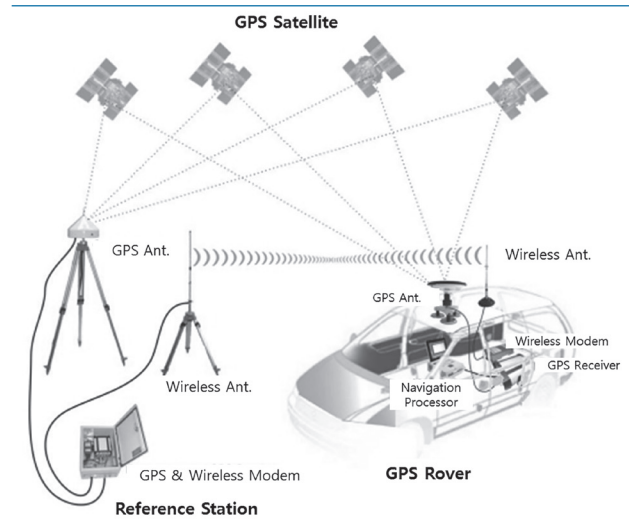 GPS Satellite
GPS Ant.
Wireless Ant.
GPS Ant.
Wireless Ant.
Wireless Modem
GPS Receiver
Navigation
Processor
GPS & Wireless Modem
GPS Rover
Reference Station